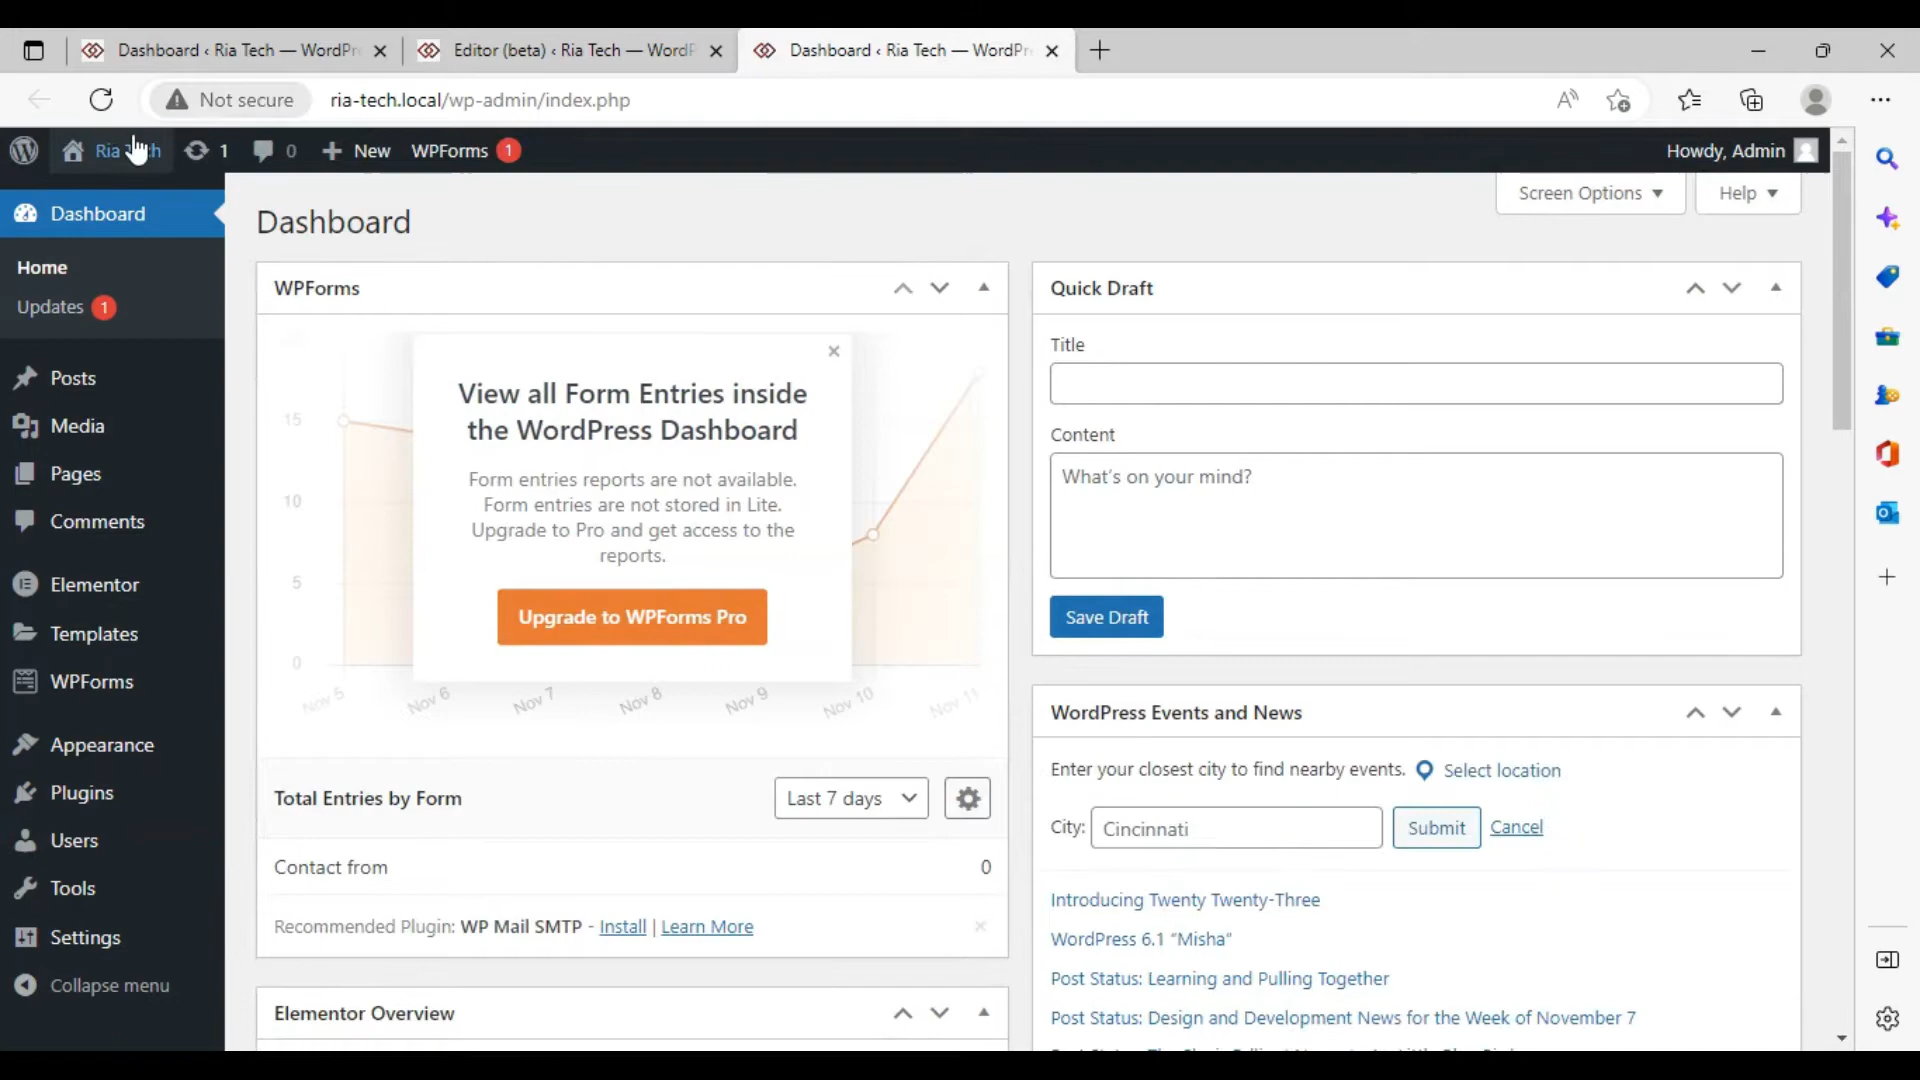 Dashboard ‹ Ria Tech — WordPr
Editor (beta) ‹ Ria Tech — WordP
Dashboard ‹ Ria Tech — WordPr
Not secure
ria-tech.local/wp-admin/index.php
Ria
1
0
New
WPForms 1
Howdy, Admin
Dashboard
Home
Updates 1
Posts
Media
Pages
Comments
Elementor
Templates
WPForms
Appearance
Plugins
Users
Tools
Settings
Collapse menu
Dashboard
Screen Options
Help
WPForms
15
10
5
0
View all Form Entries inside
the WordPress Dashboard
Form entries reports are not available.
Form entries are not stored in Lite.
Upgrade to Pro and get access to the
reports.
Upgrade to WPForms Pro
Nov 5
Nov 6
Nov 7
Nov 8
Nov 9
Nov 10
Nov 11
Total Entries by Form
Last 7 days
Contact from
0
Recommended Plugin: WP Mail SMTP - Install | Learn More
Elementor Overview
Quick Draft
Title
Content
What's on your mind?
Save Draft
WordPress Events and News
Enter your closest city to find nearby events.
Select location
City:
Cincinnati
Submit
Cancel
Introducing Twenty Twenty-Three
WordPress 6.1 “Misha”
Post Status: Learning and Pulling Together
Post Status: Design and Development News for the Week of November 7